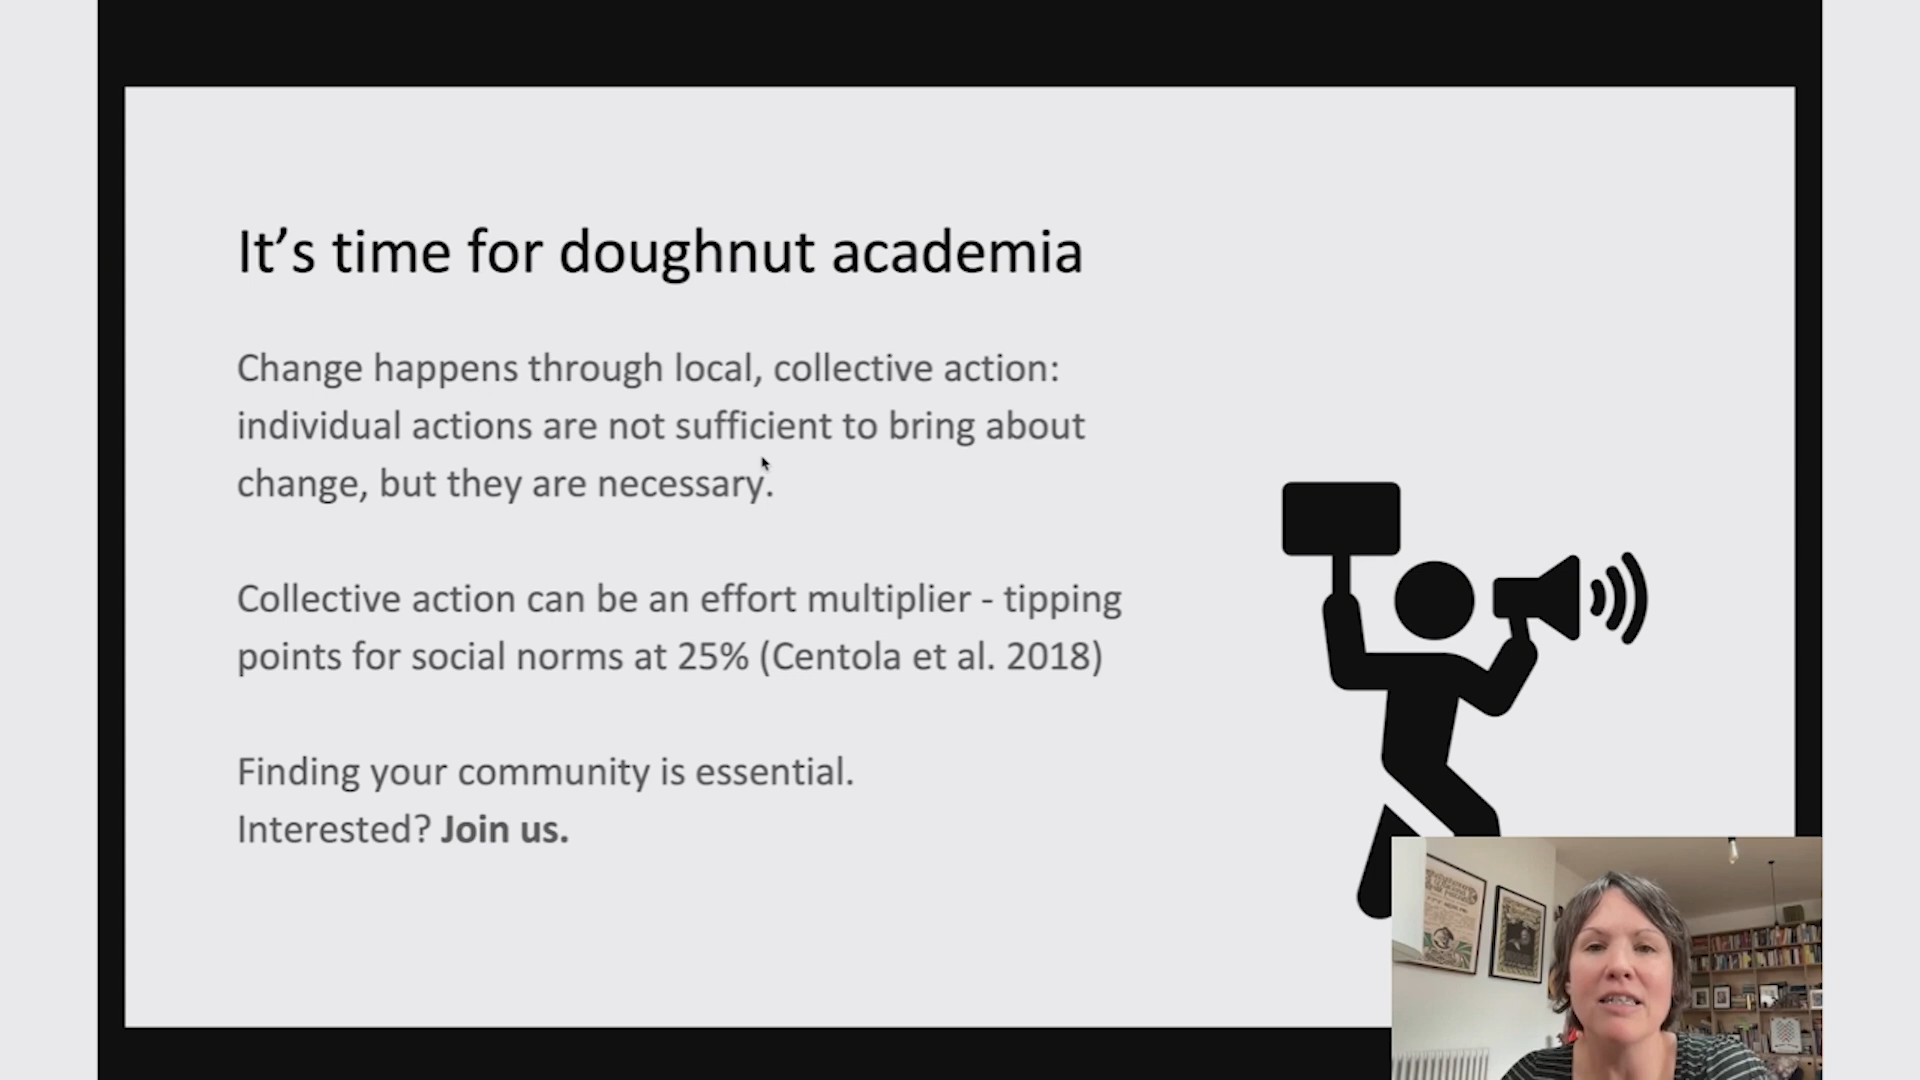 It’s time for doughnut academia
Change happens through local, collective action:
individual actions are not sufficient to bring about
change, but they are necessary.
Collective action can be an effort multiplier - tipping
points for social norms at 25% (Centola et al. 2018)
Finding your community is essential.
Interested? Join us.